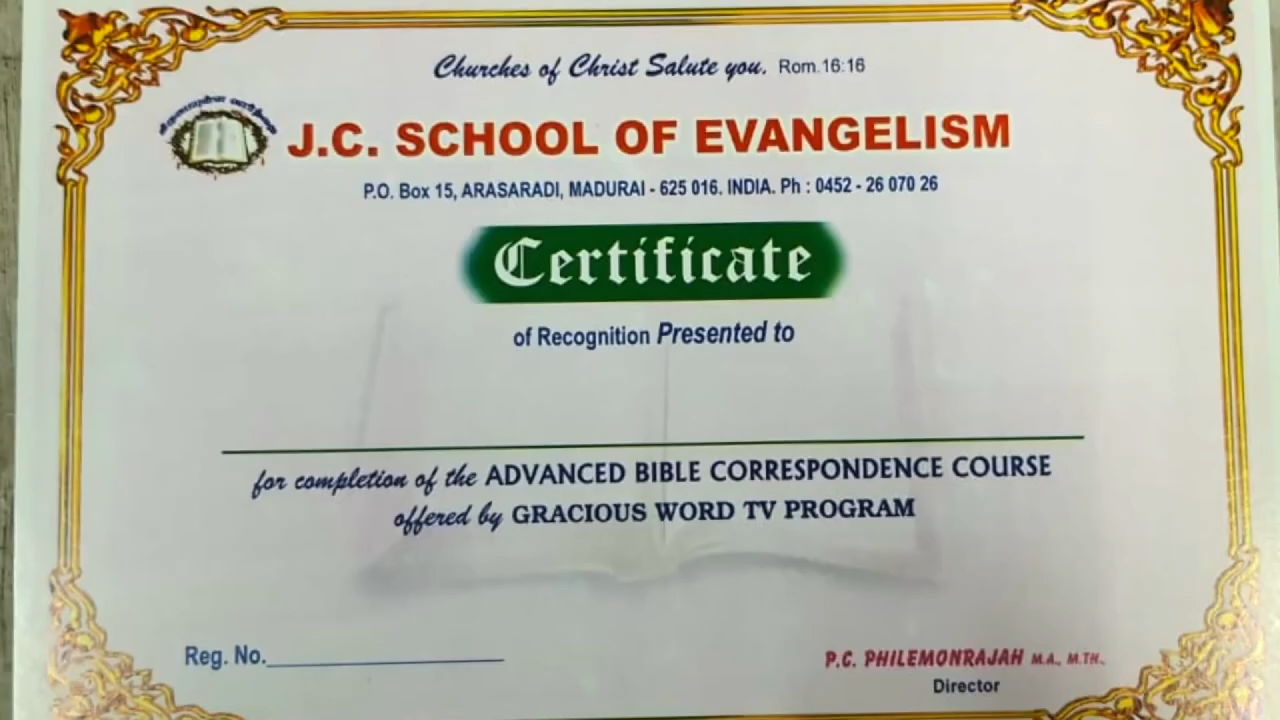 Churches of Christ Salute you. Rom.16:16
J.C. SCHOOL OF EVANGELISM
P.O. Box 15, ARASARADI, MADURAI - 625 016. INDIA. Ph : 0452 - 26 070 26
Certificate
of Recognition Presented to
for completion of the ADVANCED BIBLE CORRESPONDENCE COURSE
offered by GRACIOUS WORD TV PROGRAM
Reg. No.
P.C. PHILEMONRAJAH M.A., M.TH.,
Director